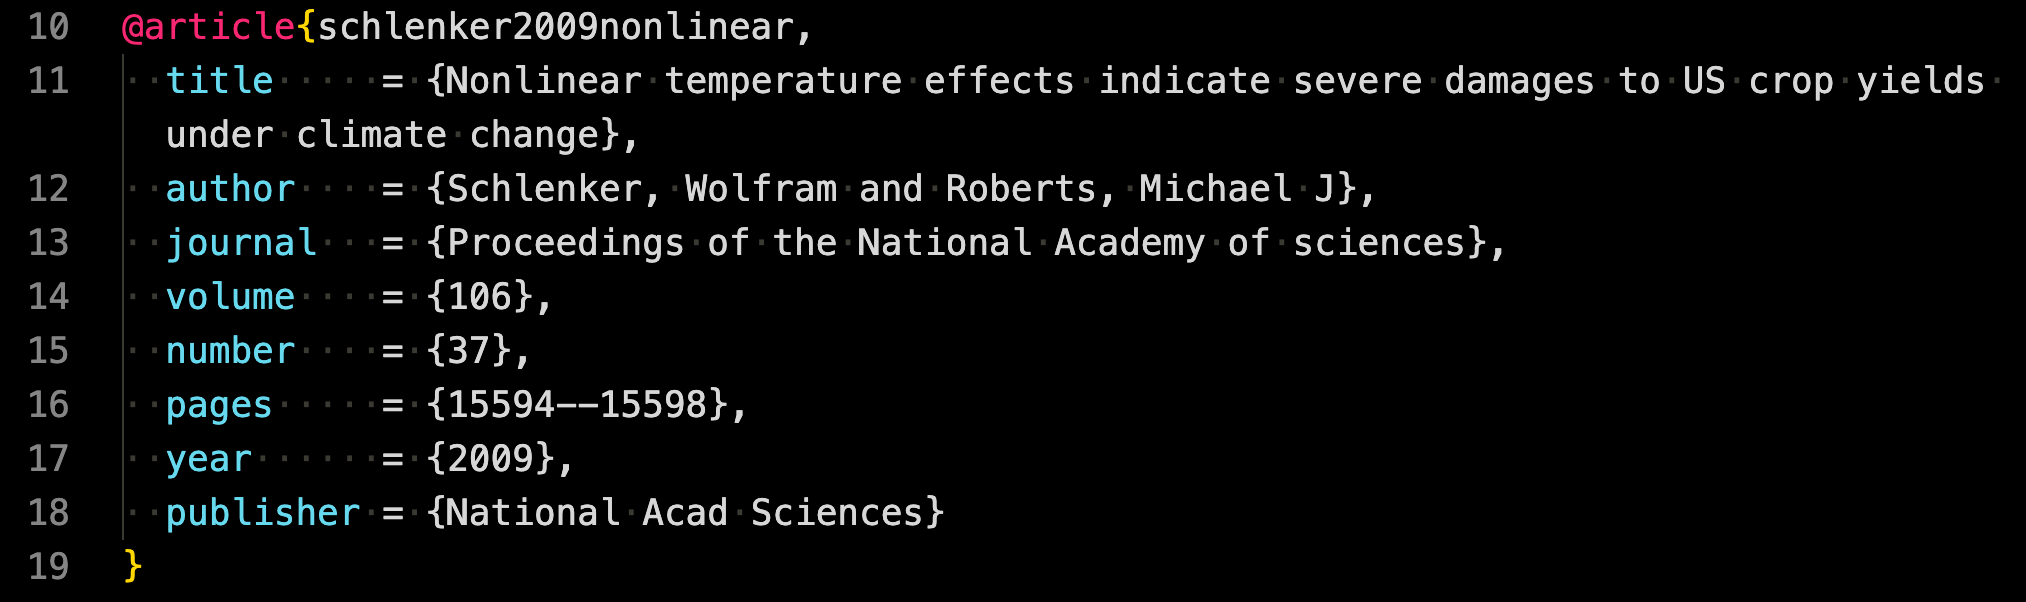 10 @article{schlenker2009nonlinear,
11 title = {Nonlinear temperature effects indicate severe damages to US crop yields
under climate change},
12 author = {Schlenker, Wolfram and Roberts, Michael J},
13 journal = {Proceedings of the National Academy of sciences},
14 volume = {106},
15 number = {37},
16 pages = {15594--15598},
17 year = {2009},
18 publisher = {National Acad Sciences}
19 }